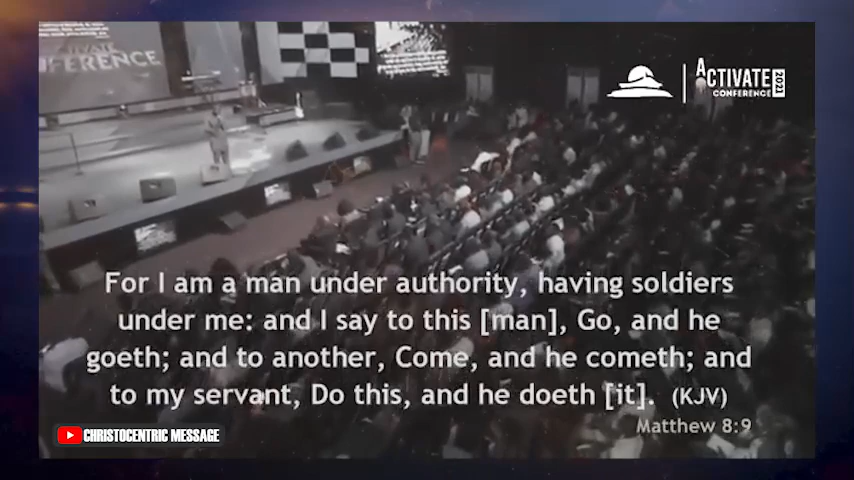 CONFERENCE
ACTIVATE
CONFERENCE
2021
For I am a man under authority, having soldiers
under me: and I say to this [man], Go, and he
goeth; and to another, Come, and he cometh; and
to my servant, Do this, and he doeth [it]. (KJV)
Matthew 8:9
CHRISTOCENTRIC MESSAGE